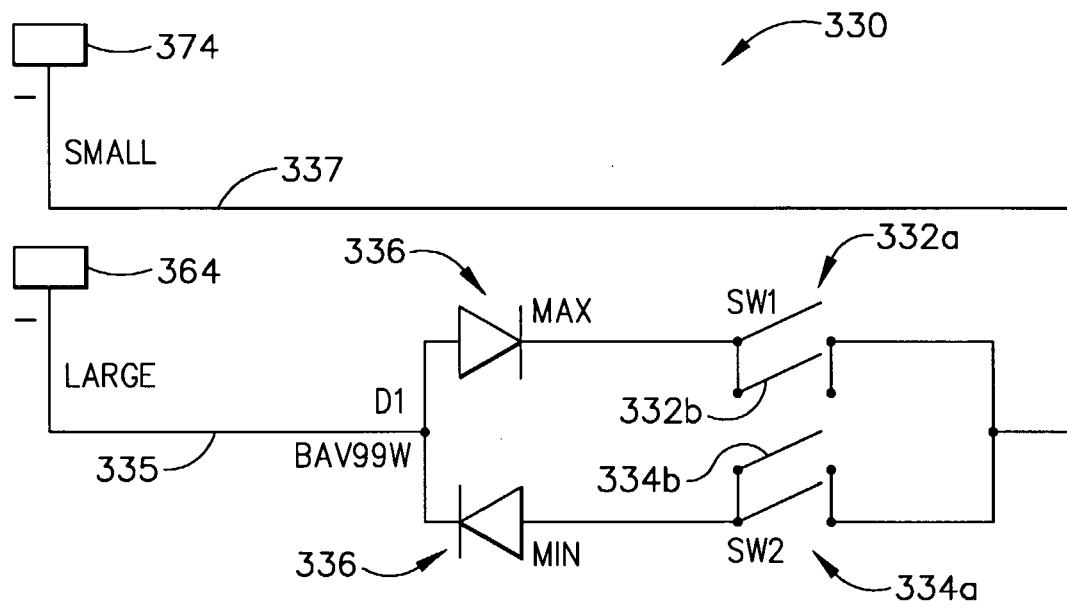 374
330
–
SMALL
337
364
336
332a
–
MAX
SW1
LARGE
D1
332b
335
BAV99W
334b
336
MIN
SW2
334a